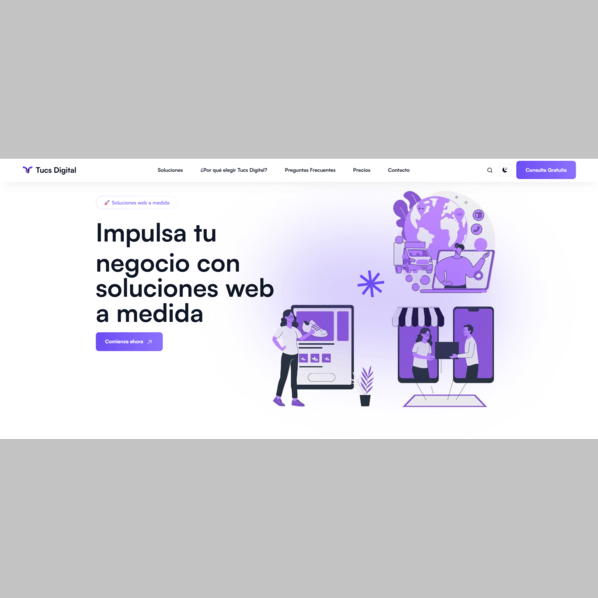 Tucs Digital
Soluciones
¿Por qué elegir Tucs Digital?
Preguntas Frecuentes
Precios
Contacto
Consulta Gratuita
🚀 Soluciones web a medida
Impulsa tu
negocio con
soluciones web
a medida
Comienza ahora